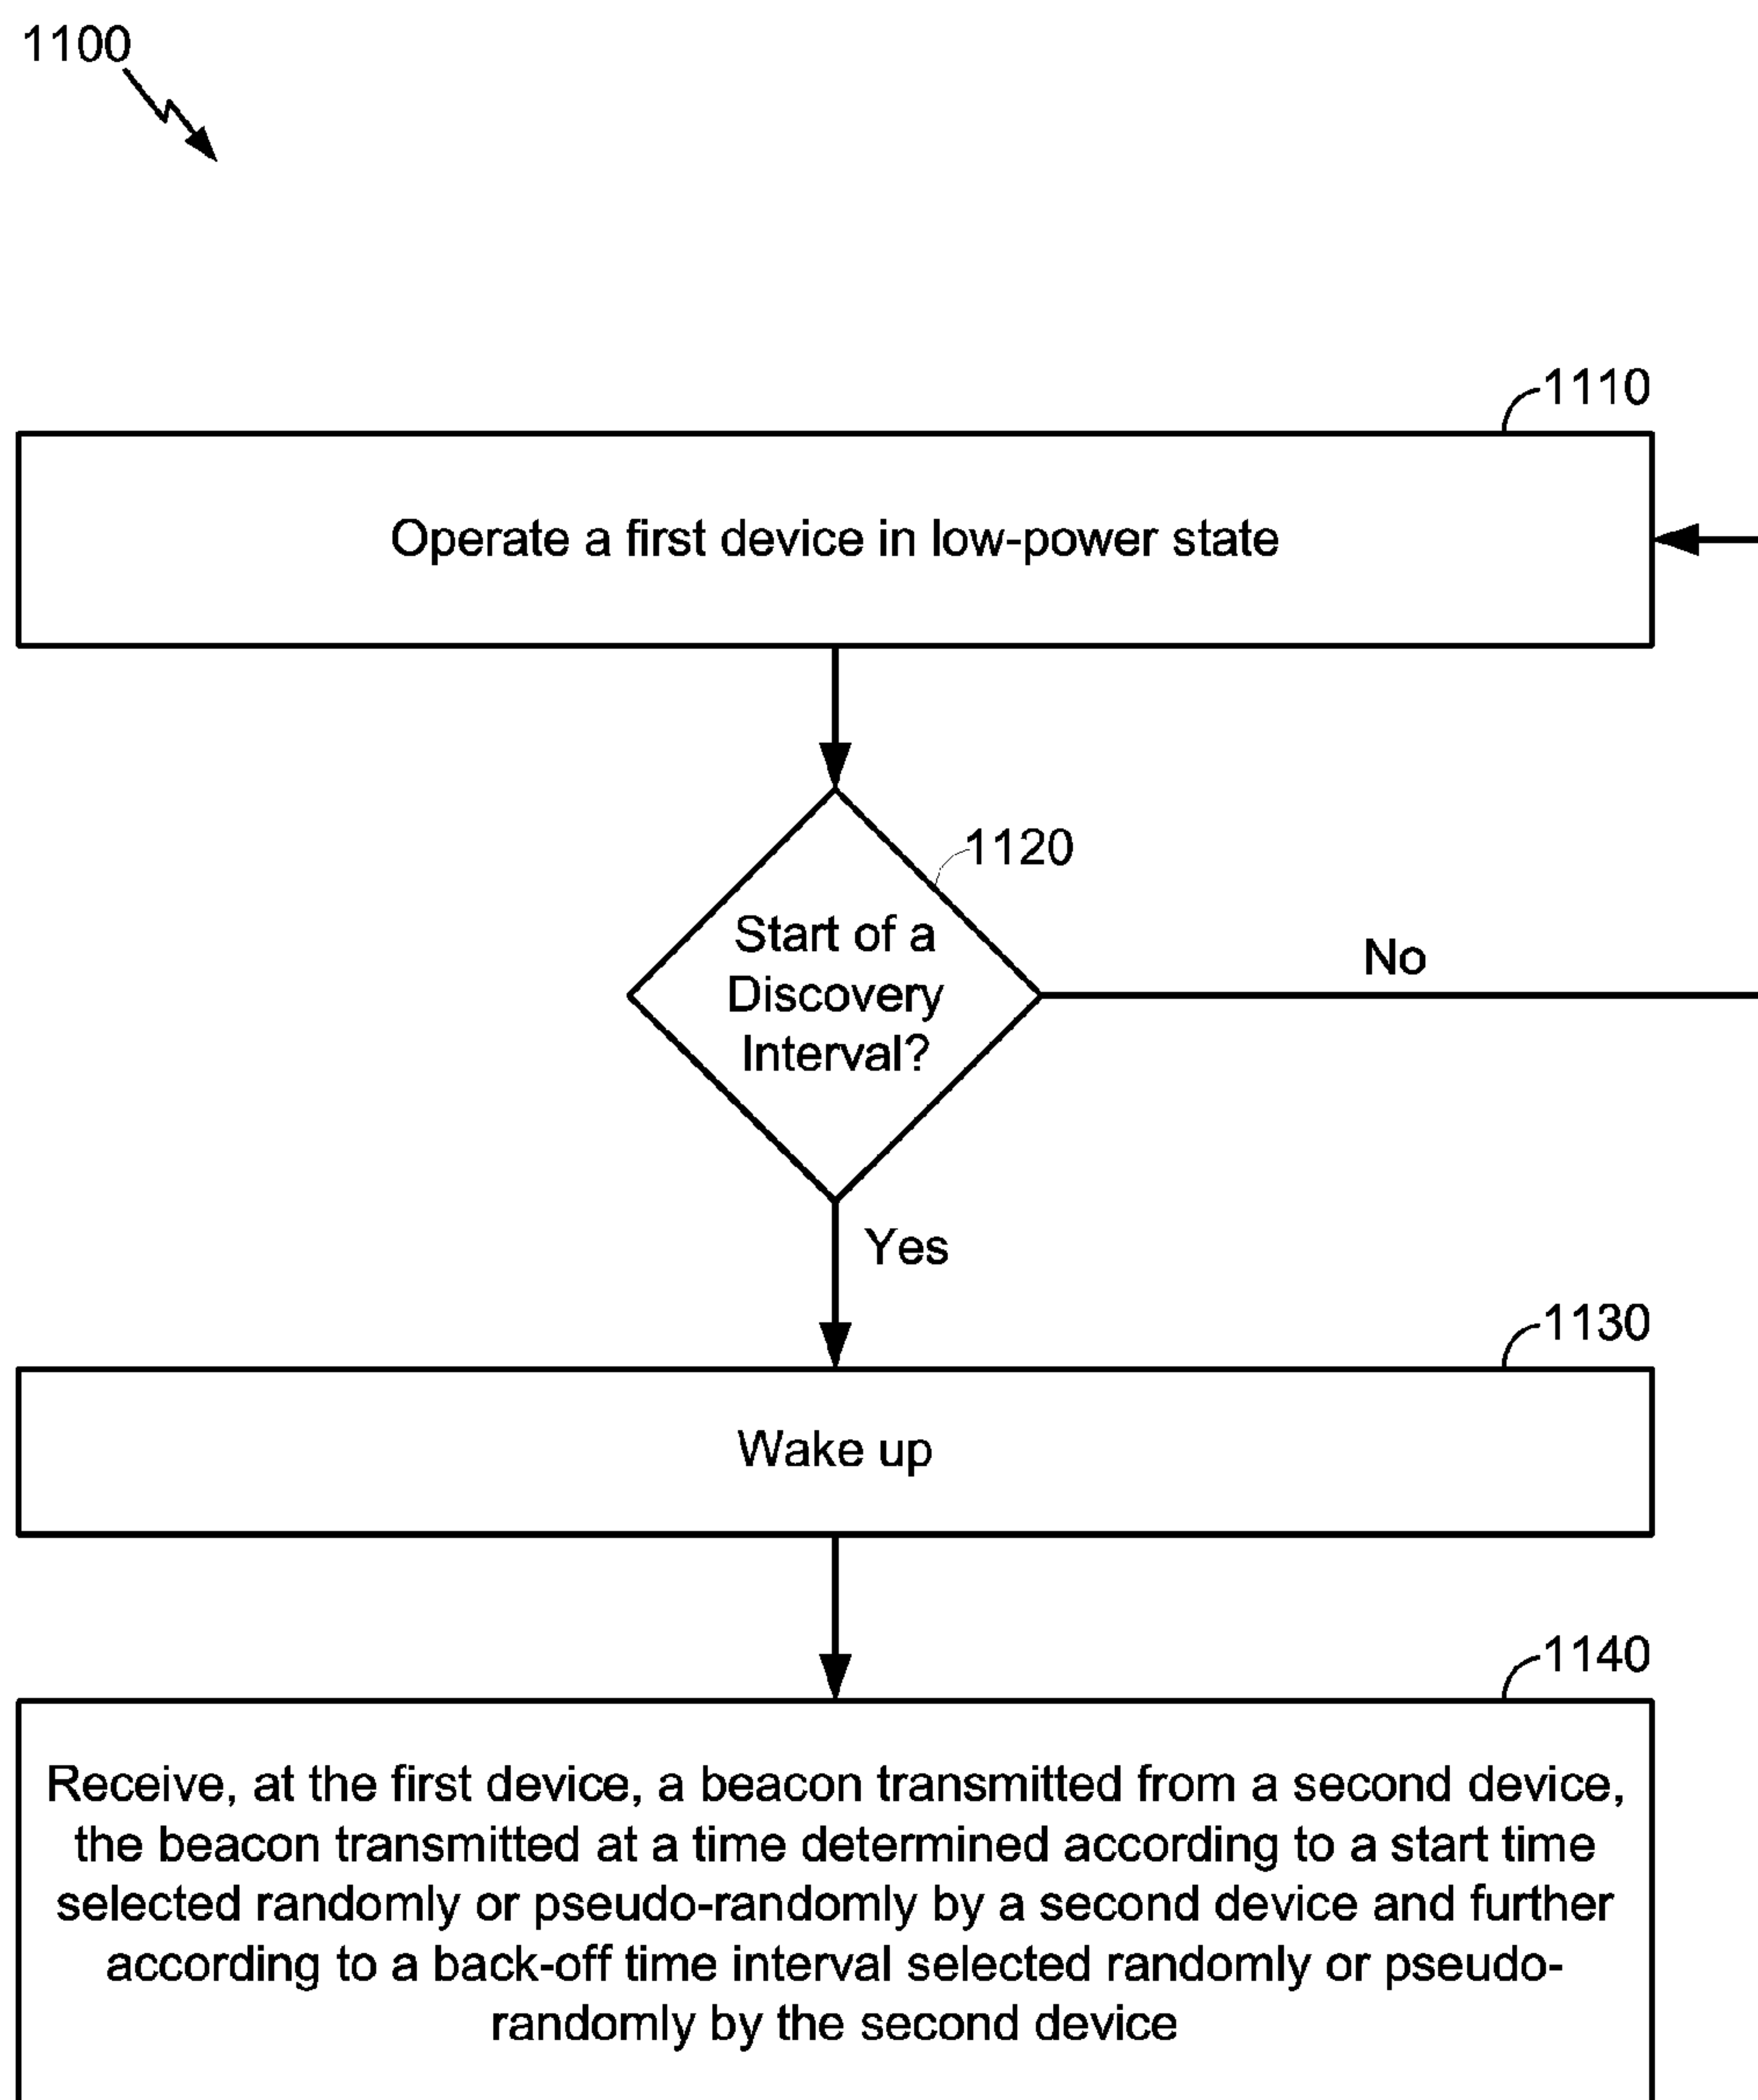 1100
1110
Operate a first device in low-power state
1120
Start of a
Discovery
Interval?
No
Yes
1130
Wake up
1140
Receive, at the first device, a beacon transmitted from a second device,
the beacon transmitted at a time determined according to a start time
selected randomly or pseudo-randomly by a second device and further
according to a back-off time interval selected randomly or pseudo-
randomly by the second device